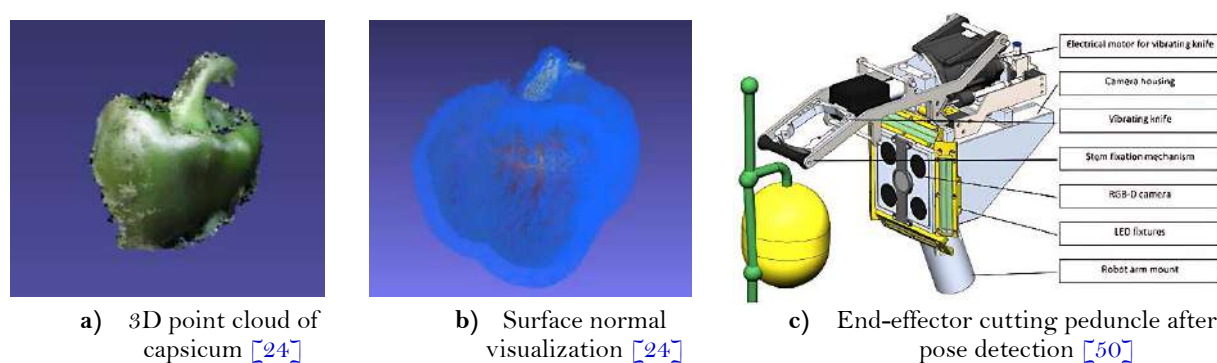 Electrical motor for vibrating knife
Camera housing
Vibrating knife
Stem fixation mechanism
RGB-D camera
LED fixtures
Robot arm mount
a) 3D point cloud of
capsicum [24]
b) Surface normal
visualization [24]
c) End-effector cutting peduncle after
pose detection [50]